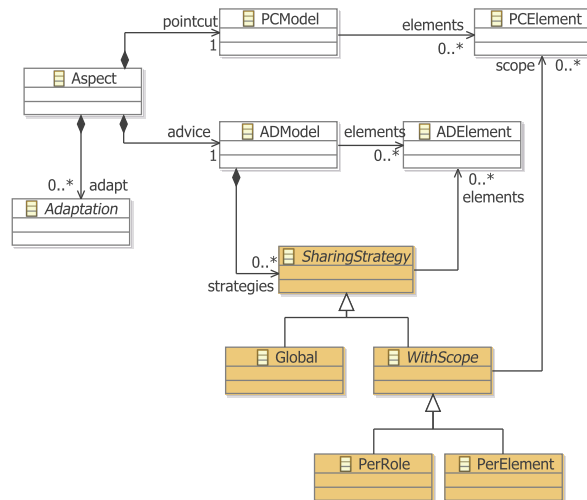 pointcut
PCModel
elements
PCElement
1
0..*
scope
0..*
Aspect
advice
ADModel
elements
ADElement
1
0..*
0..*
adapt
0..*
elements
Adaptation
SharingStrategy
0..*
strategies
Global
WithScope
PerRole
PerElement